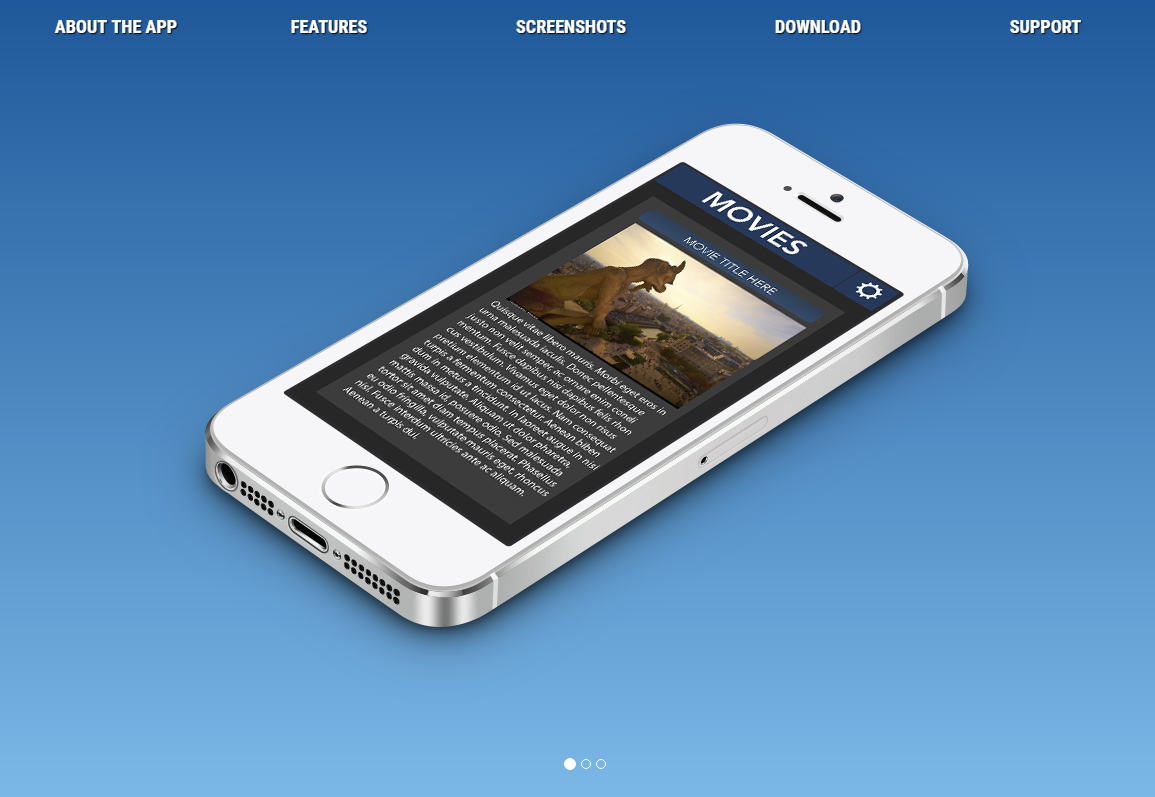 ABOUT THE APP
FEATURES
SCREENSHOTS
DOWNLOAD
SUPPORT
MOVIES
MOVIE TITLE HERE
Quisque vitae libero mauris. Morbi eget eros in
urna malesuada iaculis. Donec pellentesque
justo non velit semper, ac ornare enim condi
mentum. Fusce dapibus nisi dapibus felis rhon
cus vestibulum. Vivamus eget dolor non risus
pretium elementum id ut lacus. Nam consequat
turpis a fermentum consectetur. Aenean biben
dum in metus a tincidunt. In laoreet augue in nisi
gravida vulputate. Aliquam ut dolor pharetra,
mattis massa id, posuere odio. Sed malesuada
tortor sit amet diam tempus placerat. Phasellus
eu odio fringilla, vulputate mauris eget, rhoncus
nisl. Fusce interdum ultricies ante ac aliquam.
Aenean a turpis dui.